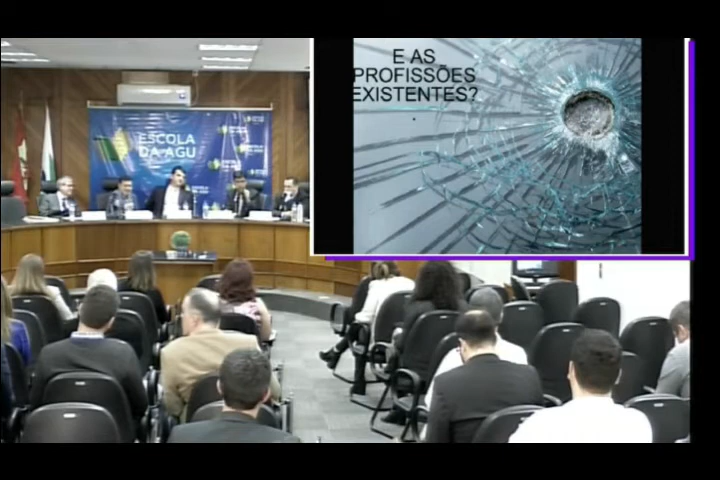 E AS
PROFISSÕES
EXISTENTES?
ESCOLA
DA AGU